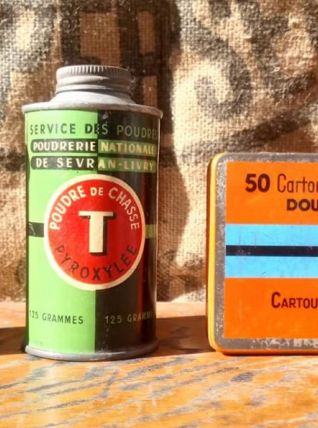 SERVICE DES POUDRES
POUDRERIE NATIONALE
DE SEVRAN-LIVRY
POUDRE DE CHASSE
T
PYROXYLÉE
125 GRAMMES
125 GRAMMES
50 Carto
DOU
CARTOU